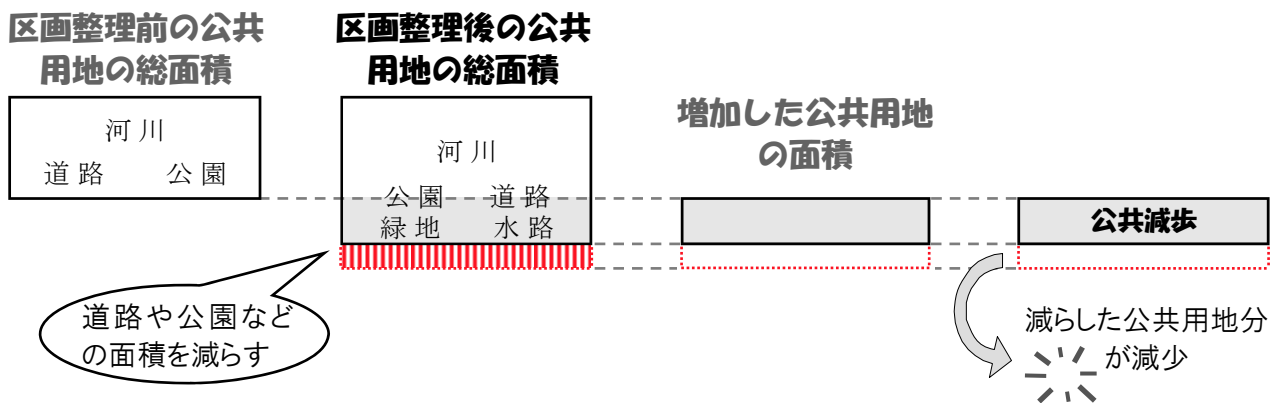 区画整理前の公共
用地の総面積
河川
道路 公園
区画整理後の公共
用地の総面積
河川
公園 道路
緑地 水路
増加した公共用地
の面積
公共減歩
道路や公園など
の面積を減らす
減らした公共用地分
が減少